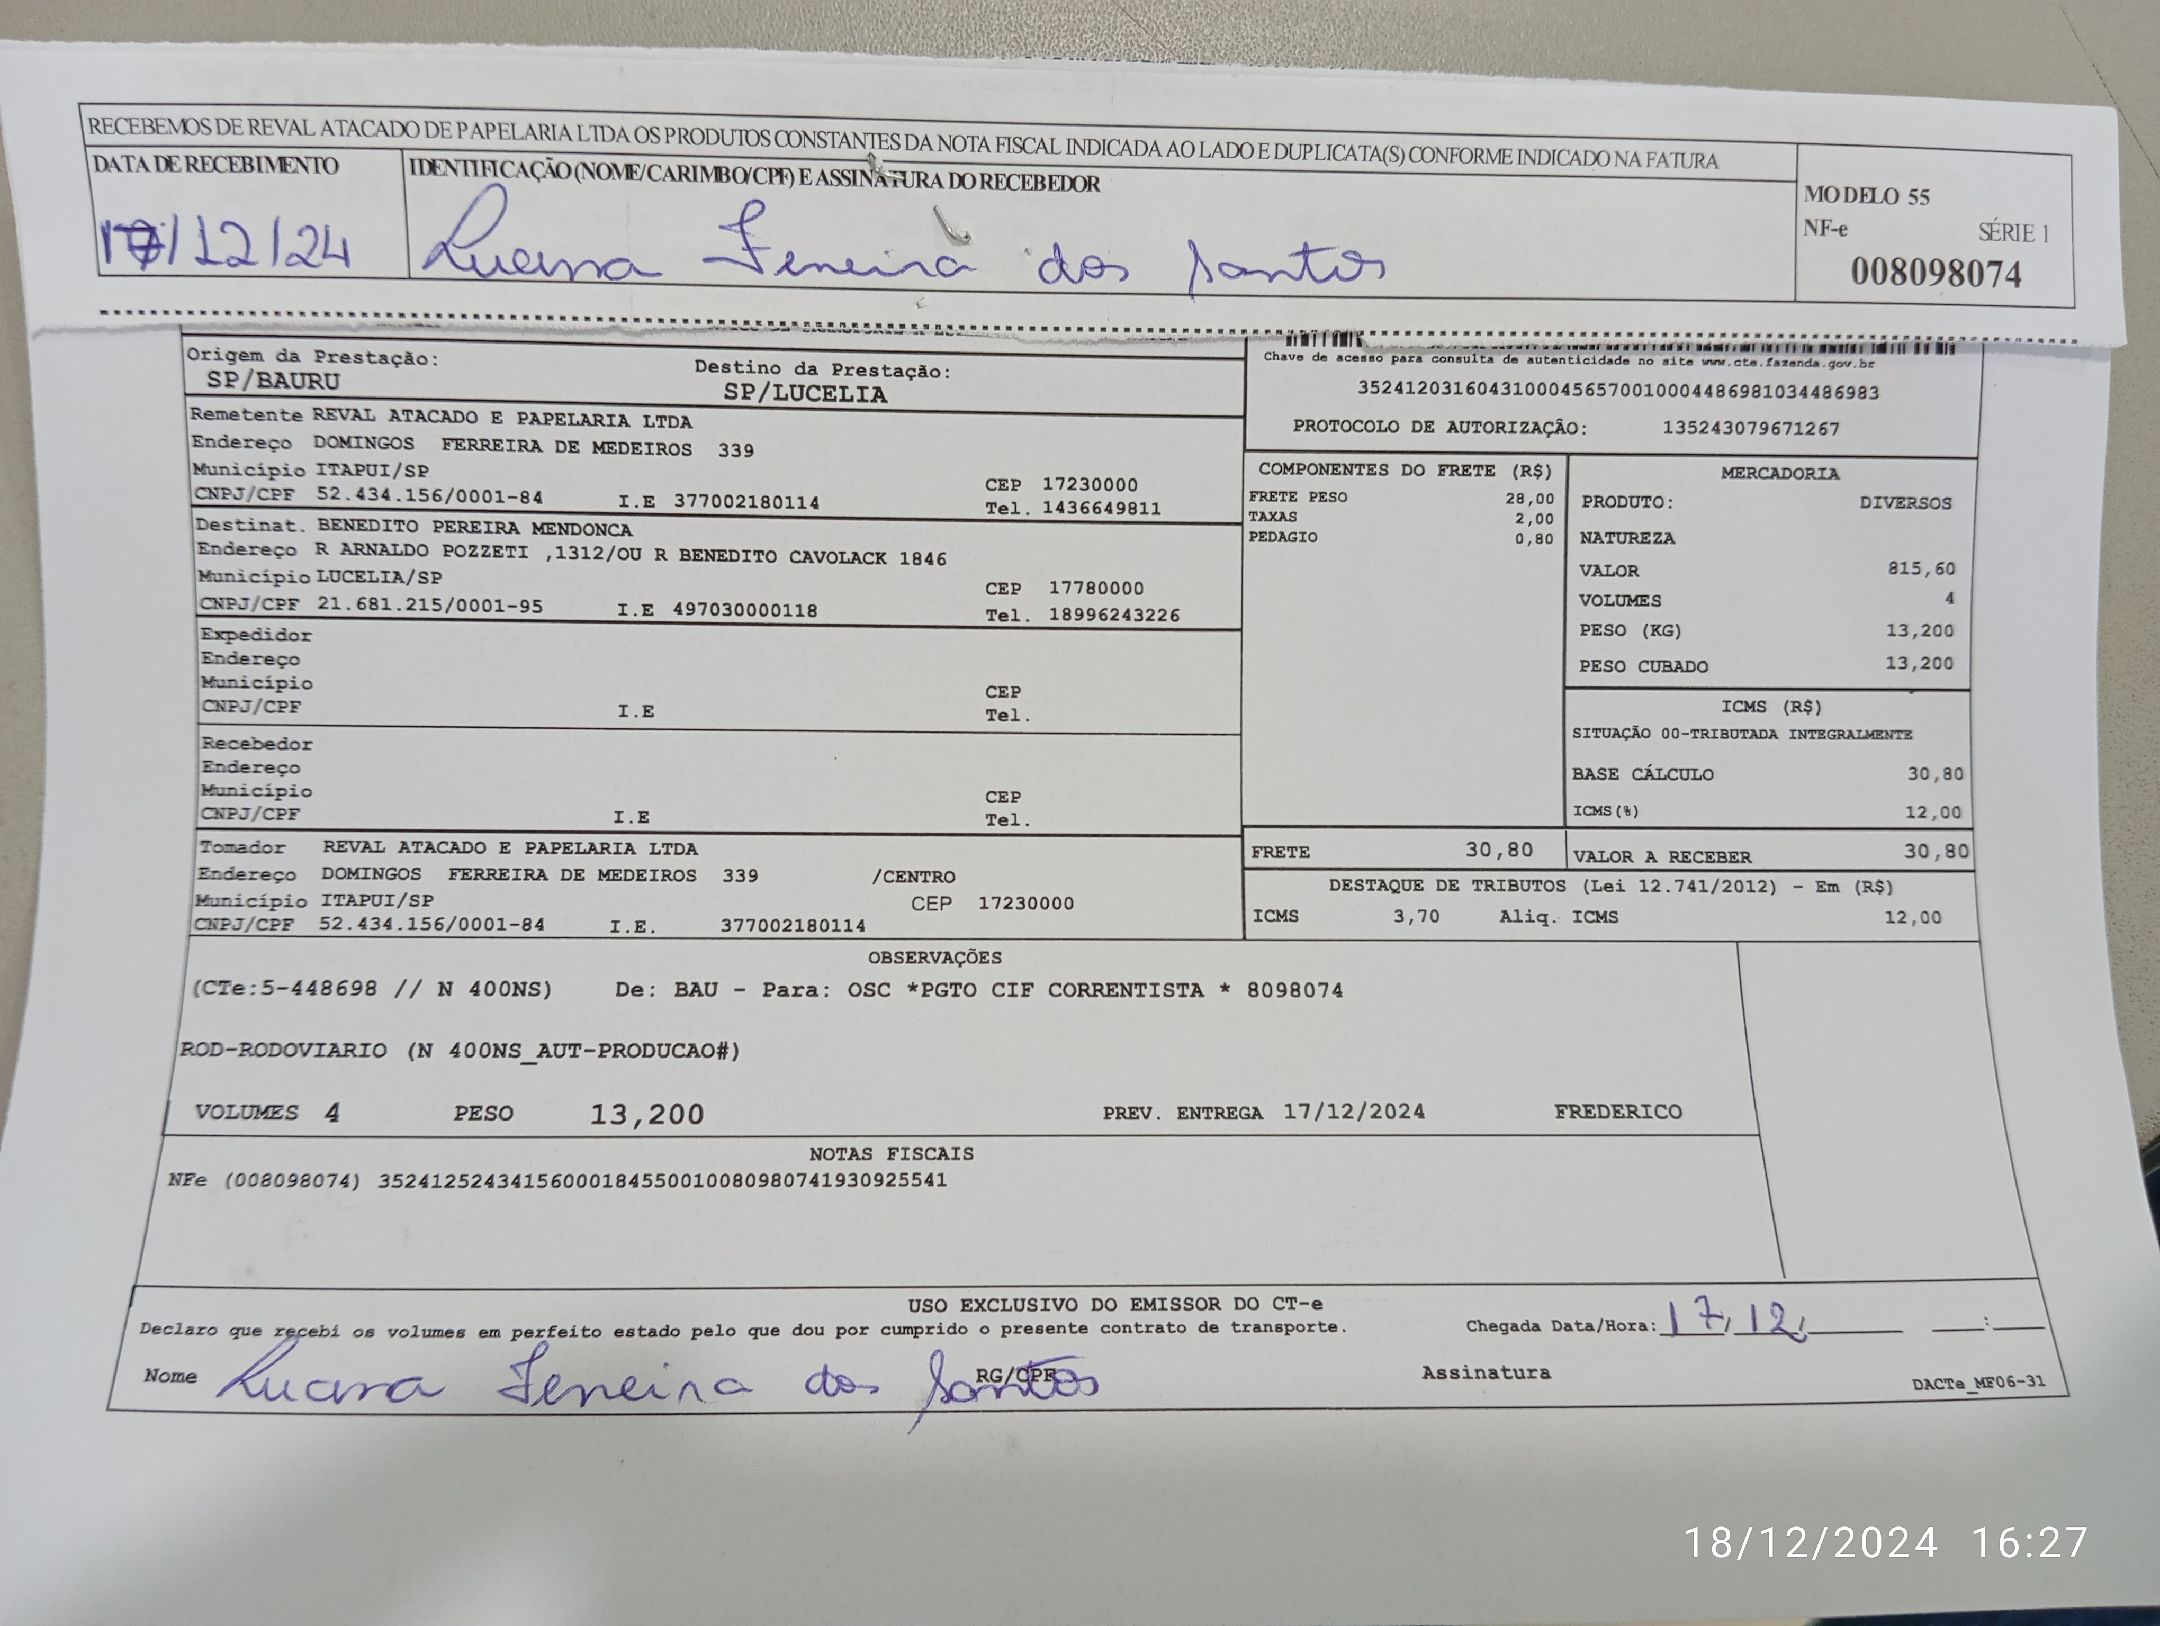 RECEBEMOS DE REVAL ATACADO DE PAPELARIA LTDA OS PRODUTOS CONSTANTES DA NOTA FISCAL INDICADA AO LADO E DUPLICATA(S) CONFORME INDICADO NA FATURA
DATA DE RECEBIMENTO
17/12/24
IDENTIFICAÇÃO (NOME/CARIMBO/CPF) E ASSINATURA DO RECEBEDOR
Luana Ferreira dos Santos
MODELO 55
NF-e SÉRIE 1
008098074
Origem da Prestação:
SP/BAURU
Destino da Prestação:
SP/LUCELIA
Chave de acesso para consulta de autenticidade no site www.cte.fazenda.gov.br
35241203160431000456570010004486981034486983
PROTOCOLO DE AUTORIZAÇÂO: 135243079671267
Remetente REVAL ATACADO E PAPELARIA LTDA
Endereço DOMINGOS FERREIRA DE MEDEIROS 339
Município ITAPUI/SP CEP 17230000
CNPJ/CPF 52.434.156/0001-84 I.E 377002180114 Tel. 1436649811
Destinat. BENEDITO PEREIRA MENDONCA
Endereço R ARNALDO POZZETI ,1312/OU R BENEDITO CAVOLACK 1846
Município LUCELIA/SP CEP 17780000
CNPJ/CPF 21.681.215/0001-95 I.E 497030000118 Tel. 18996243226
Expedidor
Endereço
Município CEP
CNPJ/CPF I.E Tel.
Recebedor
Endereço
Município CEP
CNPJ/CPF I.E Tel.
Tomador REVAL ATACADO E PAPELARIA LTDA
Endereço DOMINGOS FERREIRA DE MEDEIROS 339 /CENTRO
Município ITAPUI/SP CEP 17230000
CNPJ/CPF 52.434.156/0001-84 I.E. 377002180114
COMPONENTES DO FRETE (R$)
FRETE PESO 28,00
TAXAS 2,00
PEDAGIO 0,80
MERCADORIA
PRODUTO: DIVERSOS
NATUREZA
VALOR 815,60
VOLUMES 4
PESO (KG) 13,200
PESO CUBADO 13,200
ICMS (R$)
SITUAÇÃO 00-TRIBUTADA INTEGRALMENTE
BASE CÁLCULO 30,80
ICMS(%) 12,00
FRETE 30,80
VALOR A RECEBER 30,80
DESTAQUE DE TRIBUTOS (Lei 12.741/2012) - Em (R$)
ICMS 3,70 Aliq. ICMS 12,00
OBSERVAÇÕES
(CTe:5-448698 // N 400NS) De: BAU - Para: OSC *PGTO CIF CORRENTISTA * 8098074
ROD-RODOVIARIO (N 400NS_AUT-PRODUCAO#)
VOLUMES 4 PESO 13,200 PREV. ENTREGA 17/12/2024 FREDERICO
NOTAS FISCAIS
NFe (008098074) 35241252434156000184550010080980741930925541
USO EXCLUSIVO DO EMISSOR DO CT-e
Declaro que recebi os volumes em perfeito estado pelo que dou por cumprido o presente contrato de transporte. Chegada Data/Hora: 17/12/ :
Nome Luana Ferreira dos Santos RG/CPF Assinatura
DACTe_MF06-31
18/12/2024 16:27